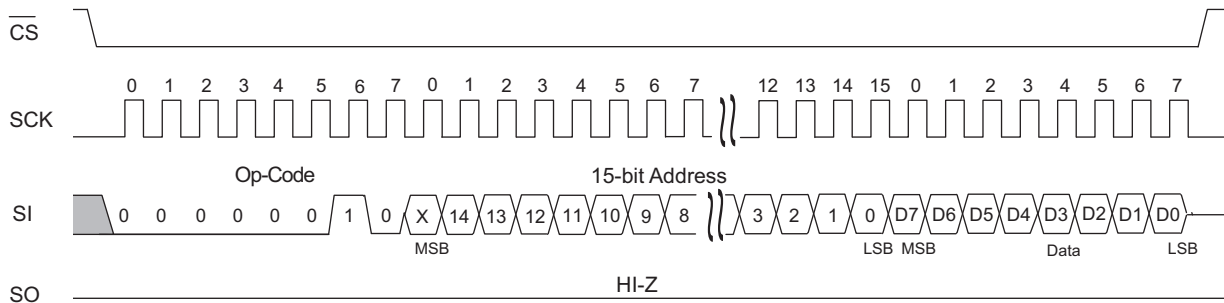 CS
0 1 2 3 4 5 6 7 0 1 2 3 4 5 6 7 12 13 14 15 0 1 2 3 4 5 6 7
SCK
Op-Code 15-bit Address
SI 0 0 0 0 0 0 1 0 X 14 13 12 11 10 9 8 3 2 1 0 D7 D6 D5 D4 D3 D2 D1 D0
MSB LSB MSB Data LSB
HI-Z
SO